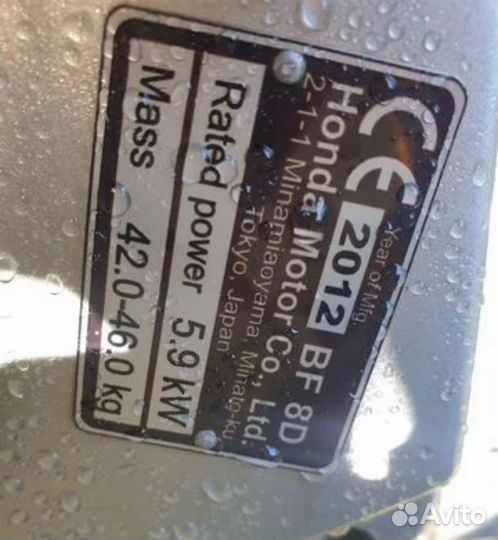 Year of Mfg.
CE 2012 BF 8D
Honda Motor Co., Ltd.
2-1-1 Minamiaoyama, Minato-ku
Tokyo, Japan
Rated power 5.9 kW
Mass 42.0-46.0 kg
Avito